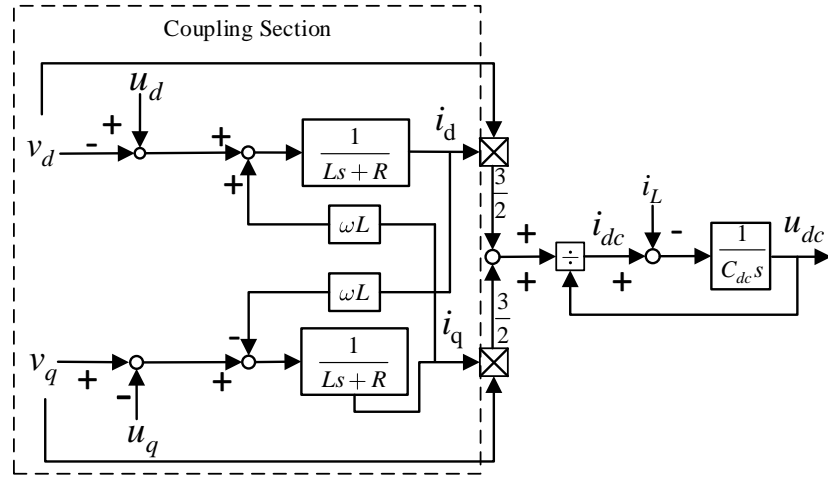 Coupling Section
u_d
+
-
v_d
+
+
1
Ls + R
i_d
ωL
3
2
ωL
-
i_q
3
2
v_q
+
-
+
1
Ls + R
u_q
+
+
÷
i_dc
+
i_L
-
1
C_dc s
u_dc